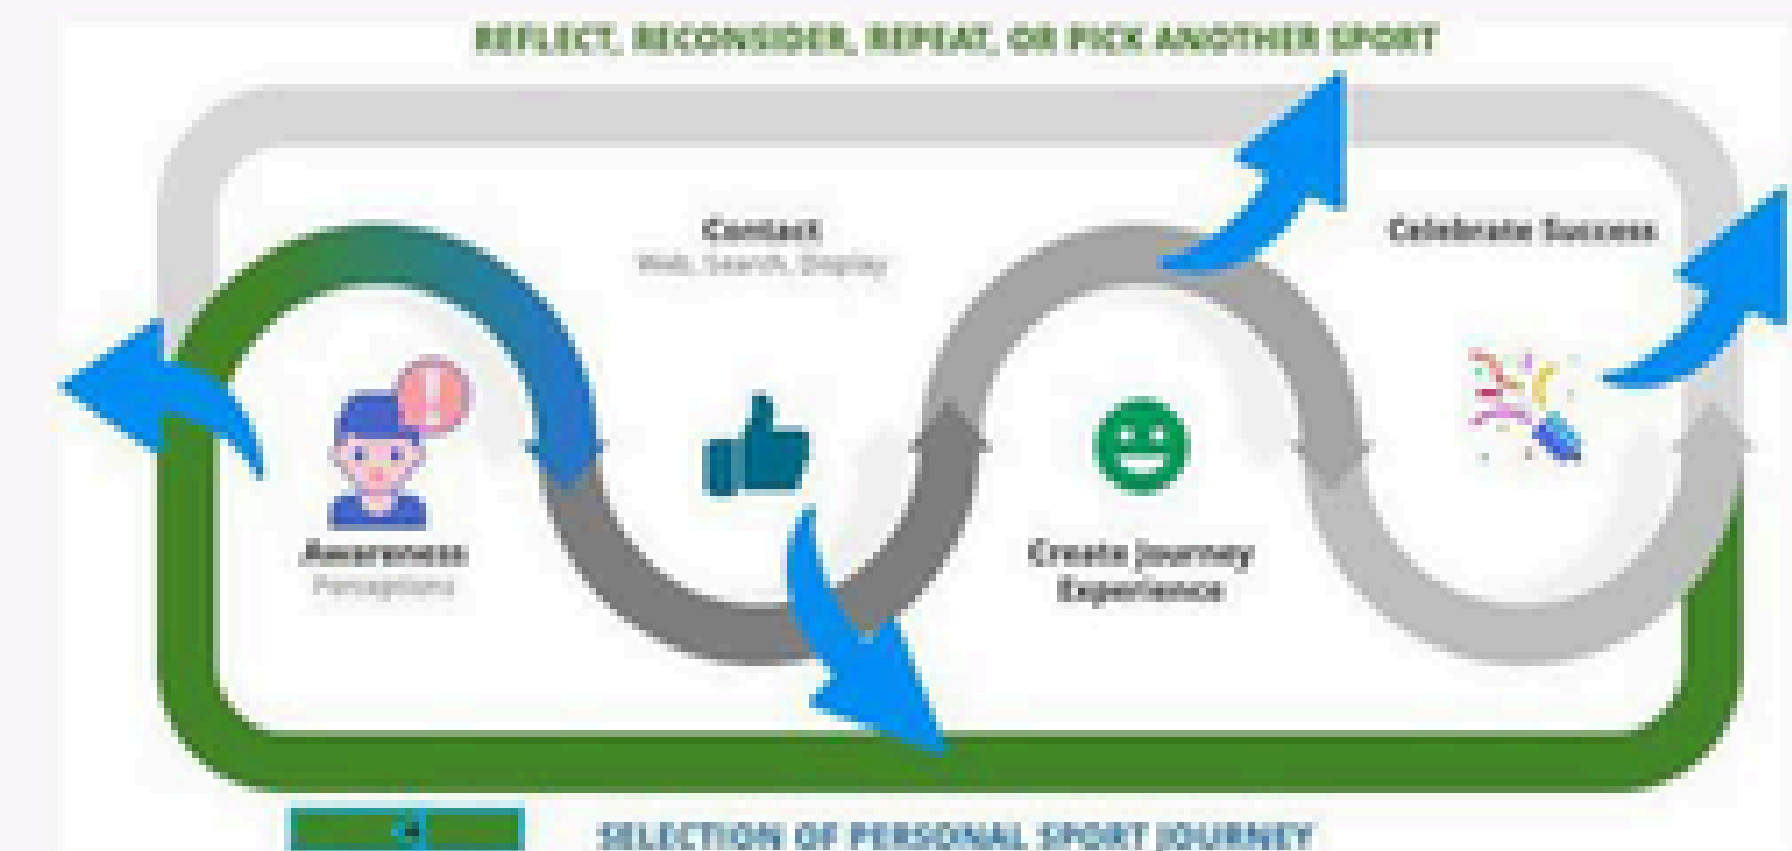 REFLECT, RECONSIDER, REPEAT, OR PICK ANOTHER SPORT
Contact
Web, Search, Display
Celebrate Success
Awareness
Perceptions
Create Journey
Experience
SELECTION OF PERSONAL SPORT JOURNEY